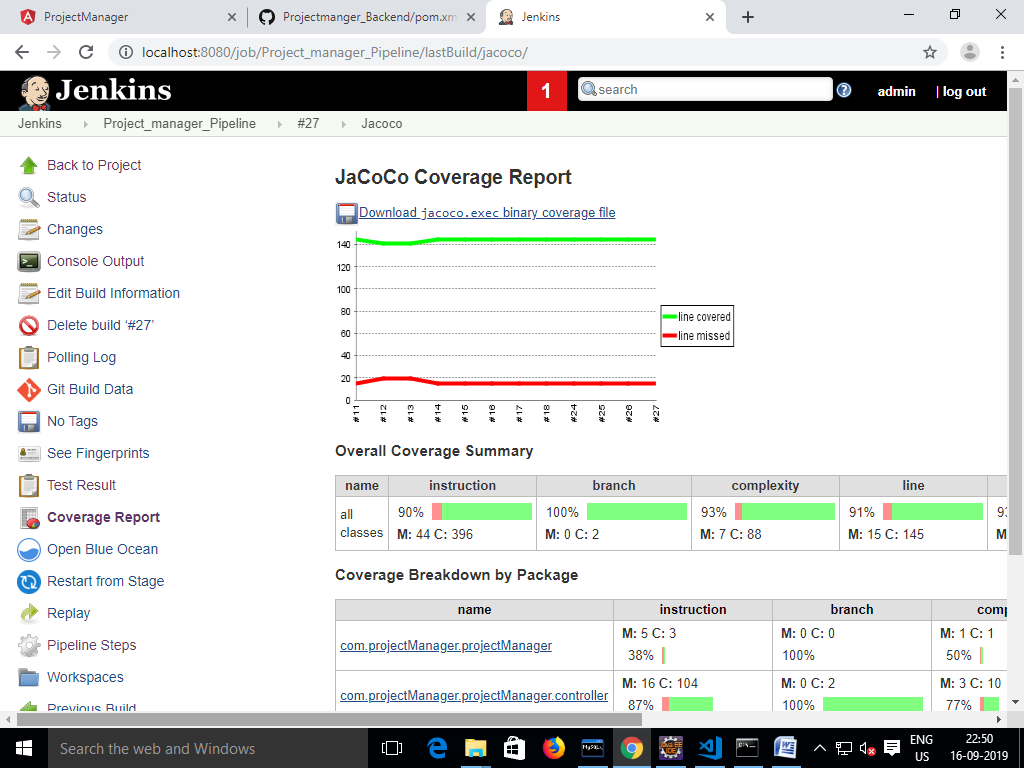 ProjectManager
Projectmanger_Backend/pom.xm
Jenkins
localhost:8080/job/Project_manager_Pipeline/lastBuild/jacoco/
Jenkins
1
search
admin
| log out
Jenkins
Project_manager_Pipeline
#27
Jacoco
Back to Project
Status
Changes
Console Output
Edit Build Information
Delete build ‘#27’
Polling Log
Git Build Data
No Tags
See Fingerprints
Test Result
Coverage Report
Open Blue Ocean
Restart from Stage
Replay
Pipeline Steps
Workspaces
Previous Build
JaCoCo Coverage Report
Download jacoco.exec binary coverage file
140
120
100
80
60
40
20
0
#11 #12 #13 #14 #15 #16 #17 #18 #24 #25 #26 #27
line covered
line missed
Overall Coverage Summary
name instruction branch complexity line
all classes
90%
M: 44 C: 396
100%
M: 0 C: 2
93%
M: 7 C: 88
91%
M: 15 C: 145
93
M
Coverage Breakdown by Package
name instruction branch comp
com.projectManager.projectManager
M: 5 C: 3
38%
M: 0 C: 0
100%
M: 1 C: 1
50%
com.projectManager.projectManager.controller
M: 16 C: 104
87%
M: 0 C: 2
100%
M: 3 C: 10
77%
Search the web and Windows
MySQL
ENG
US
22:50
16-09-2019